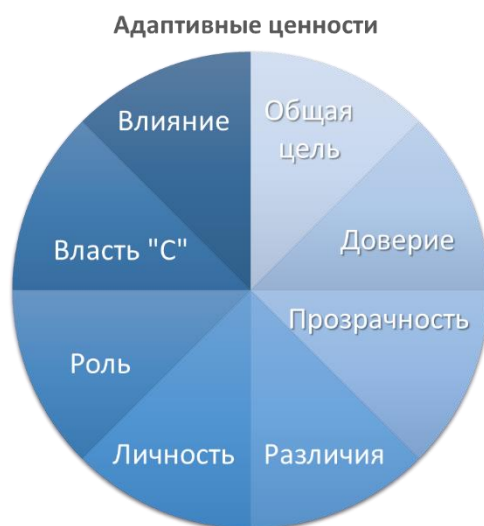 Адаптивные ценности
Общая
цель
Доверие
Прозрачность
Различия
Личность
Роль
Власть "С"
Влияние